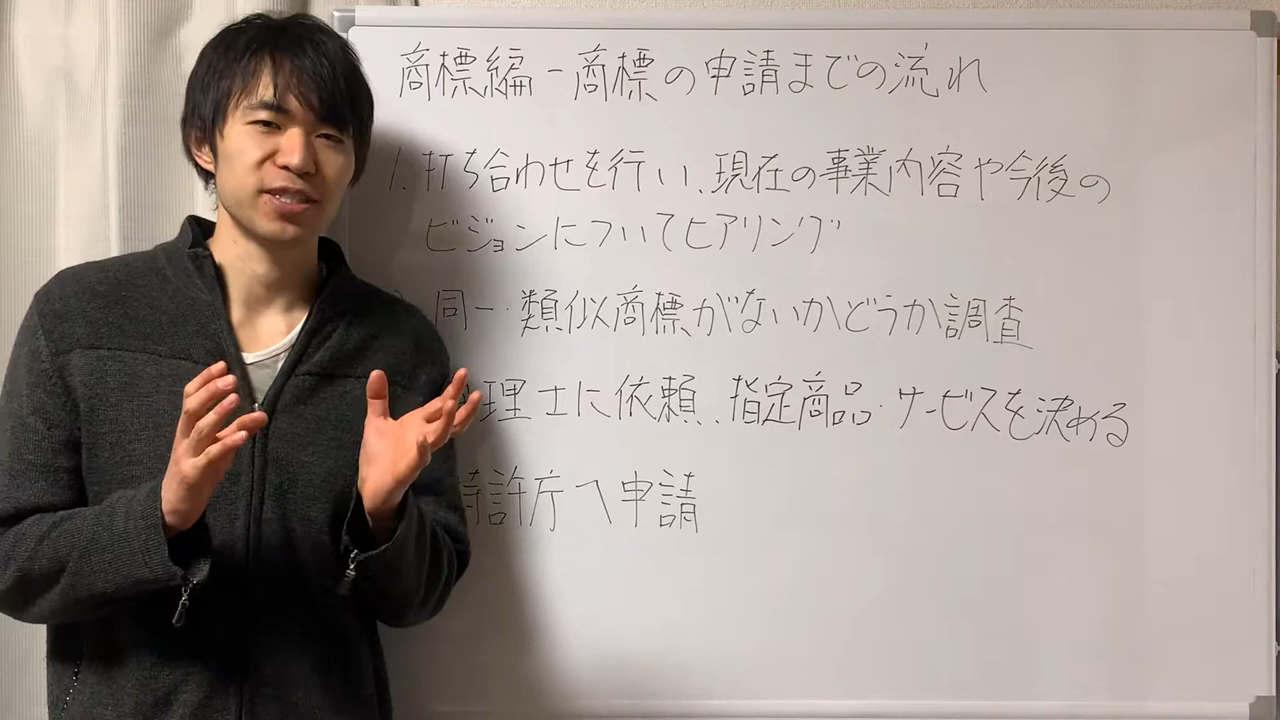 商標編-商標の申請までの流れ
1.打ち合わせを行い、現在の事業内容や今後の
ビジョンについてヒアリング
同一・類似商標がないかどうか調査
理士に依頼、指定商品・サービスを決める
特許庁へ申請